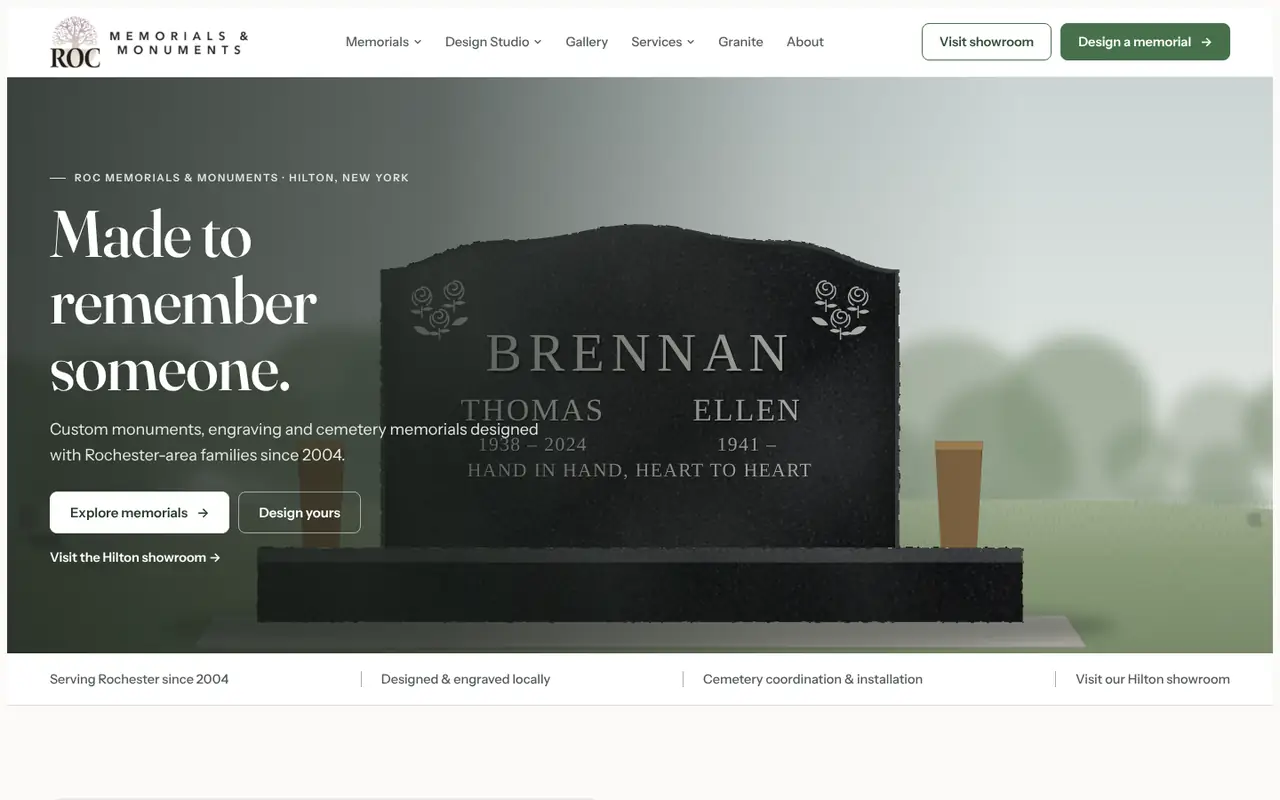 ROC
MEMORIALS &
MONUMENTS
Memorials
Design Studio
Gallery
Services
Granite
About
Visit showroom
Design a memorial →
ROC MEMORIALS & MONUMENTS · HILTON, NEW YORK
Made to
remember
someone.
Custom monuments, engraving and cemetery memorials designed
with Rochester-area families since 2004.
Explore memorials →
Design yours
Visit the Hilton showroom →
BRENNAN
THOMAS
ELLEN
1938 – 2024
1941 –
HAND IN HAND, HEART TO HEART
Serving Rochester since 2004
Designed & engraved locally
Cemetery coordination & installation
Visit our Hilton showroom